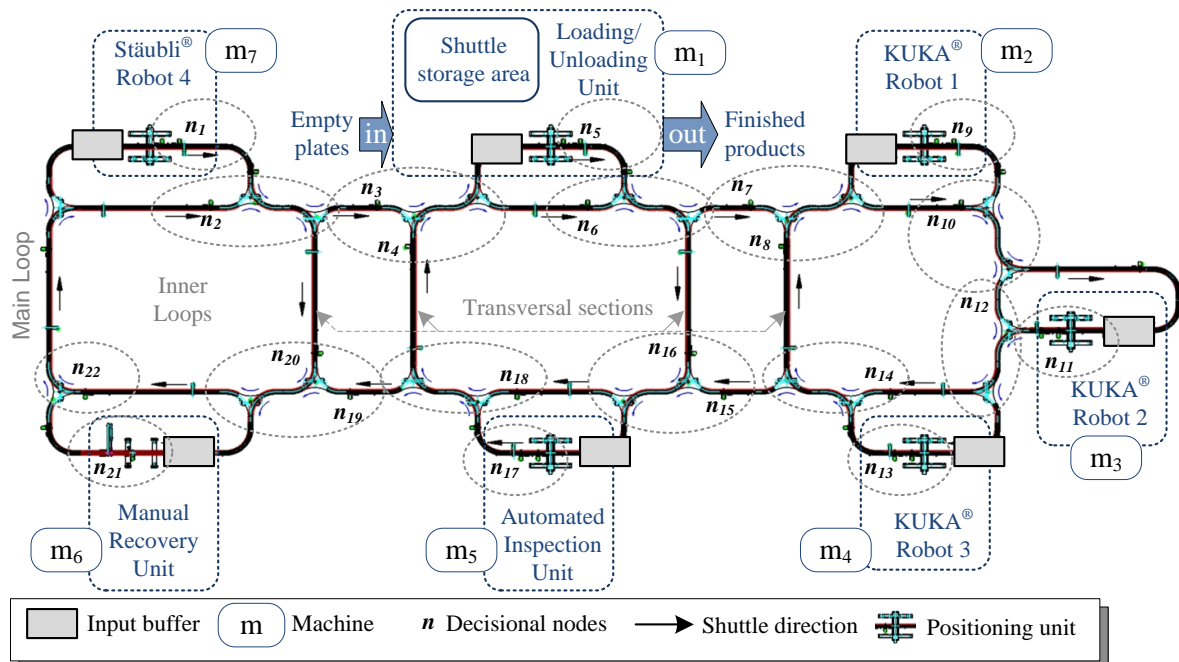 Stäubli®
Robot 4
m7
Shuttle
storage area
Loading/
Unloading
Unit
m1
KUKA®
Robot 1
m2
Empty
plates
in
out
Finished
products
n1
n5
n9
n2
n3
n4
n6
n7
n8
n10
Main Loop
Inner
Loops
Transversal sections
n12
n11
KUKA®
Robot 2
m3
n22
n20
n19
n18
n16
n15
n14
n21
n17
n13
m6
Manual
Recovery
Unit
m5
Automated
Inspection
Unit
m4
KUKA®
Robot 3
Input buffer
m
Machine
n Decisional nodes
Shuttle direction
Positioning unit